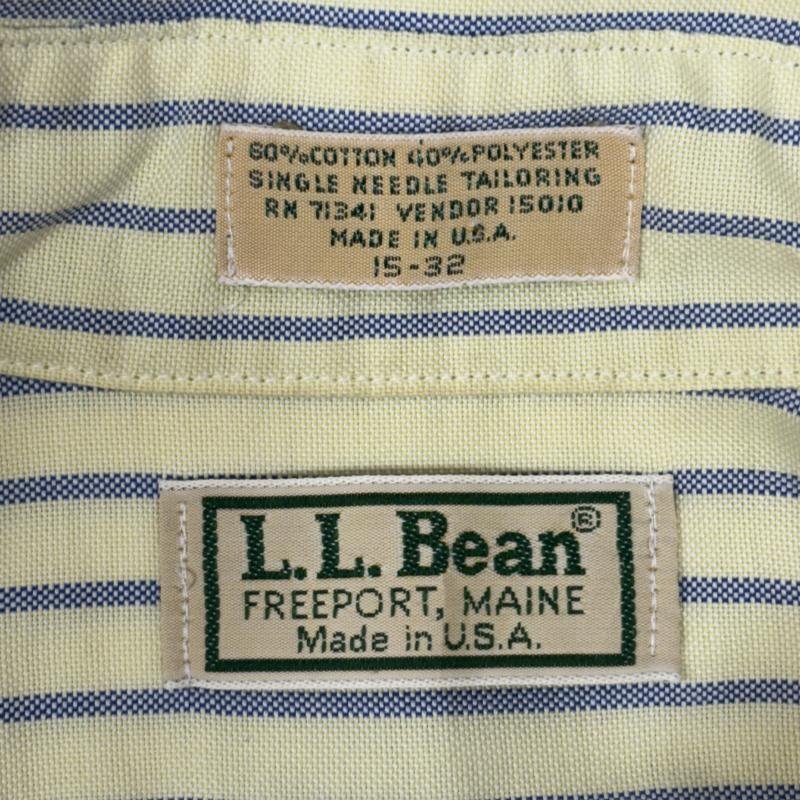 60% COTTON 40% POLYESTER
SINGLE NEEDLE TAILORING
RN 71341 VENDOR 15010
MADE IN U.S.A.
15-32
L.L.Bean®
FREEPORT, MAINE
Made in U.S.A.